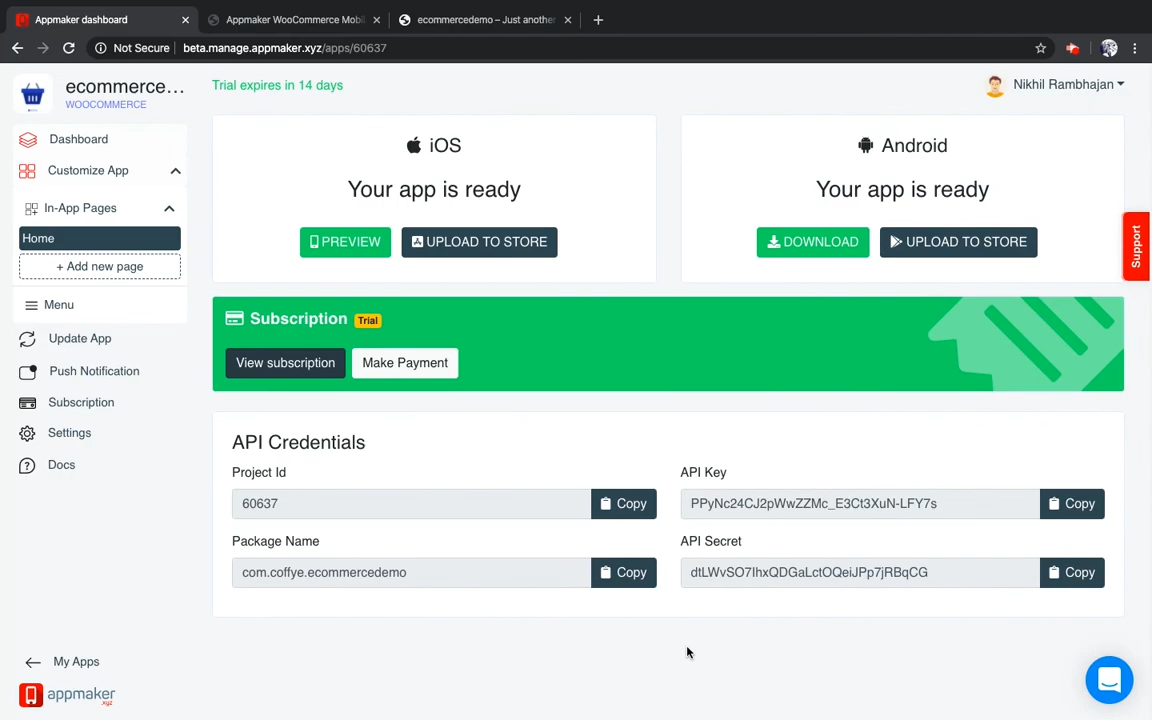 Appmaker dashboard
Appmaker WooCommerce Mobi
ecommercedemo – Just another
Not Secure
beta.manage.appmaker.xyz/apps/60637
ecommerce...
WOOCOMMERCE
Trial expires in 14 days
Nikhil Rambhajan
Dashboard
Customize App
In-App Pages
Home
+ Add new page
Menu
Update App
Push Notification
Subscription
Settings
Docs
My Apps
appmaker
.xyz
iOS
Your app is ready
PREVIEW
UPLOAD TO STORE
Android
Your app is ready
DOWNLOAD
UPLOAD TO STORE
Support
Subscription Trial
View subscription
Make Payment
API Credentials
Project Id
60637
Copy
API Key
PPyNc24CJ2pWwZZMc_E3Ct3XuN-LFY7s
Copy
Package Name
com.coffye.ecommercedemo
Copy
API Secret
dtLWvSO7IhxQDGaLctOQeiJPp7jRBqCG
Copy